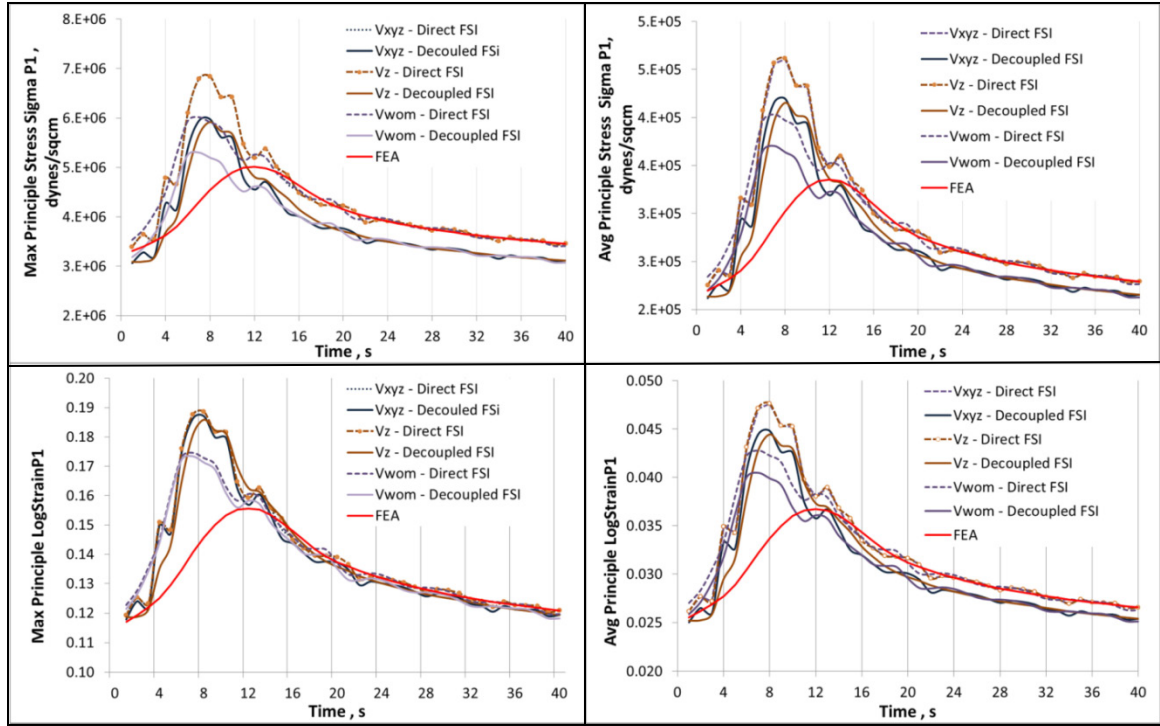 Max Principle Stress Sigma P1 ,
dynes/sqcm
8.E+06
7.E+06
6.E+06
5.E+06
4.E+06
3.E+06
2.E+06
Vxyz - Direct FSI
Vxyz - Decouled FSi
Vz - Direct FSI
Vz - Decoupled FSI
Vwom - Direct FSI
Vwom - Decoupled FSI
FEA
0 4 8 12 16 20 24 28 32 36 40
Time , s
Avg Principle Stress Sigma P1 ,
dynes/sqcm
5.E+05
5.E+05
4.E+05
4.E+05
3.E+05
3.E+05
2.E+05
Vxyz - Direct FSI
Vxyz - Decoupled FSI
Vz - Direct FSI
Vz - Decoupled FSI
Vwom - Direct FSI
Vwom - Decoupled FSI
FEA
0 4 8 12 16 20 24 28 32 36 40
Time , s
Max Principle LogStrainP1
0.20
0.19
0.18
0.17
0.16
0.15
0.14
0.13
0.12
0.11
0.10
Vxyz - Direct FSI
Vxyz - Decouled FSi
Vz - Direct FSI
Vz - Decoupled FSI
Vwom - Direct FSI
Vwom - Decoupled FSI
FEA
0 4 8 12 16 20 24 28 32 36 40
Time , s
Avg Principle LogStrainP1
0.050
0.045
0.040
0.035
0.030
0.025
0.020
Vxyz - Direct FSI
Vxyz - Decoupled FSI
Vz - Direct FSI
Vz - Decoupled FSI
Vwom - Direct FSI
Vwom - Decoupled FSI
FEA
0 4 8 12 16 20 24 28 32 36 40
Time , s